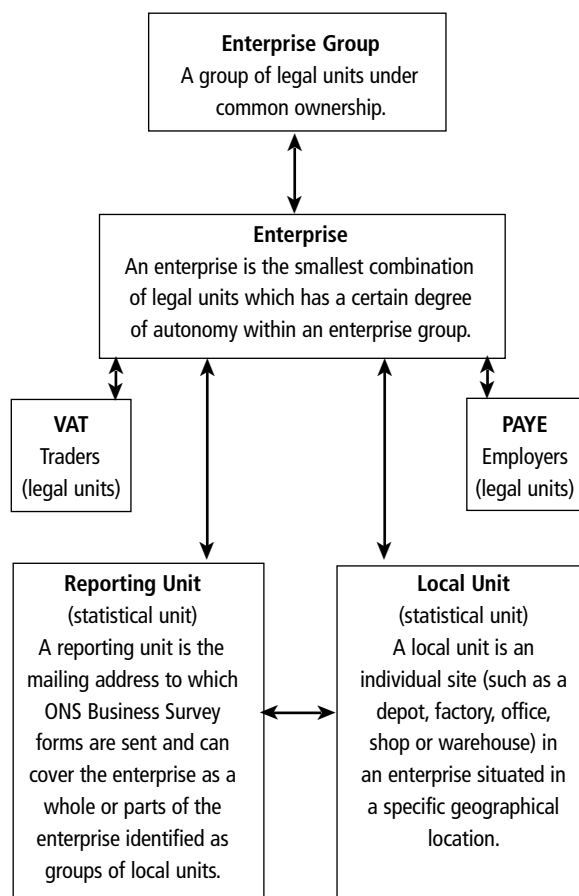 Enterprise Group
A group of legal units under
common ownership.
Enterprise
An enterprise is the smallest combination
of legal units which has a certain degree
of autonomy within an enterprise group.
VAT
Traders
(legal units)
PAYE
Employers
(legal units)
Reporting Unit
(statistical unit)
A reporting unit is the
mailing address to which
ONS Business Survey
forms are sent and can
cover the enterprise as a
whole or parts of the
enterprise identified as
groups of local units.
Local Unit
(statistical unit)
A local unit is an
individual site (such as a
depot, factory, office,
shop or warehouse) in
an enterprise situated in
a specific geographical
location.